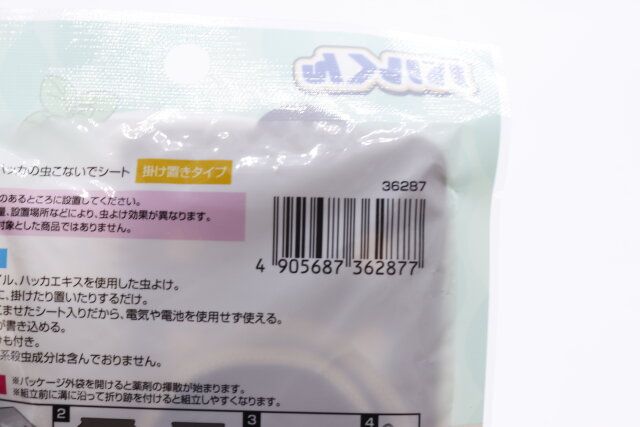 ハッカの虫こないでシート 掛け置きタイプ
36287
のあるところに設置してください。
量、設置場所などにより、虫よけ効果が異なります。
対象とした商品ではありません。
4 905687 362877
イル、ハッカエキスを使用した虫よけ。
に、掛けたり置いたりするだけ。
ませたシート入りだから、電気や電池を使用せず使える。
が書き込める。
も付き。
系殺虫成分は含んでおりません。
※パッケージ外袋を開けると薬剤の揮散が始まります。
※組立前に溝に沿って折り跡を付けると組立しやすくなります。
2 3 4